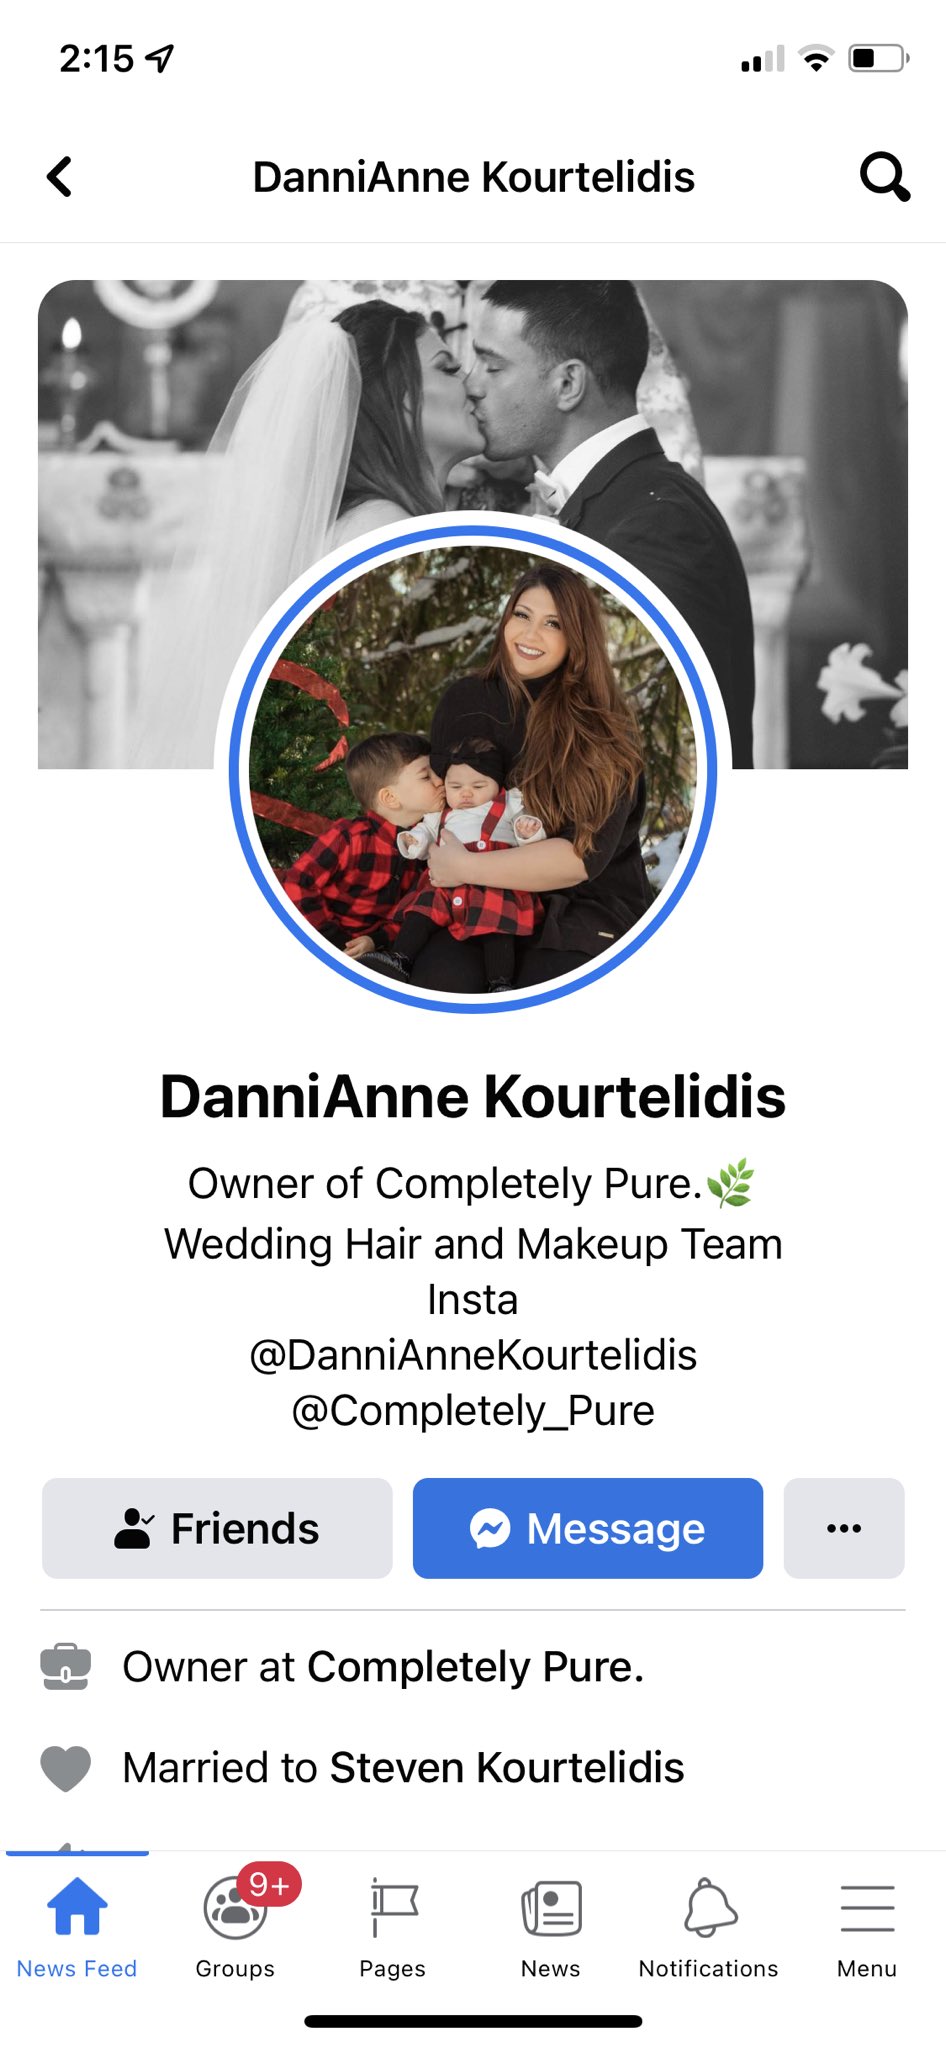 2:15
DanniAnne Kourtelidis
DanniAnne Kourtelidis
Owner of Completely Pure.🌿
Wedding Hair and Makeup Team
Insta
@DanniAnneKourtelidis
@Completely_Pure
Friends
Message
Owner at Completely Pure.
Married to Steven Kourtelidis
9+
News Feed
Groups
Pages
News
Notifications
Menu